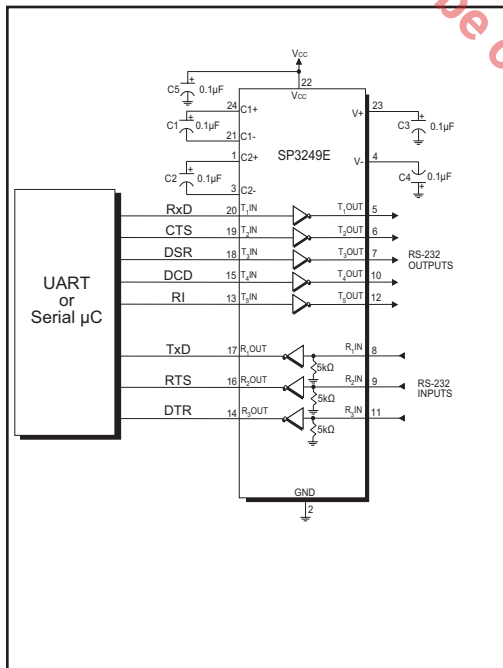 be o
VCC
22
VCC
C5 + 0.1µF
24 C1+
C1 + 0.1µF
21 C1-
1 C2+
C2 + 0.1µF
3 C2-
SP3249E
V+ 23
C3 + 0.1µF
V- 4
C4 + 0.1µF
UART
or
Serial µC
RxD 20 T1IN T1OUT 5
CTS 19 T2IN T2OUT 6
DSR 18 T3IN T3OUT 7
DCD 15 T4IN T4OUT 10
RI 13 T5IN T5OUT 12
RS-232
OUTPUTS
TxD 17 R1OUT R1IN 8
5kΩ
RTS 16 R2OUT R2IN 9
5kΩ
DTR 14 R3OUT R3IN 11
5kΩ
RS-232
INPUTS
GND
2